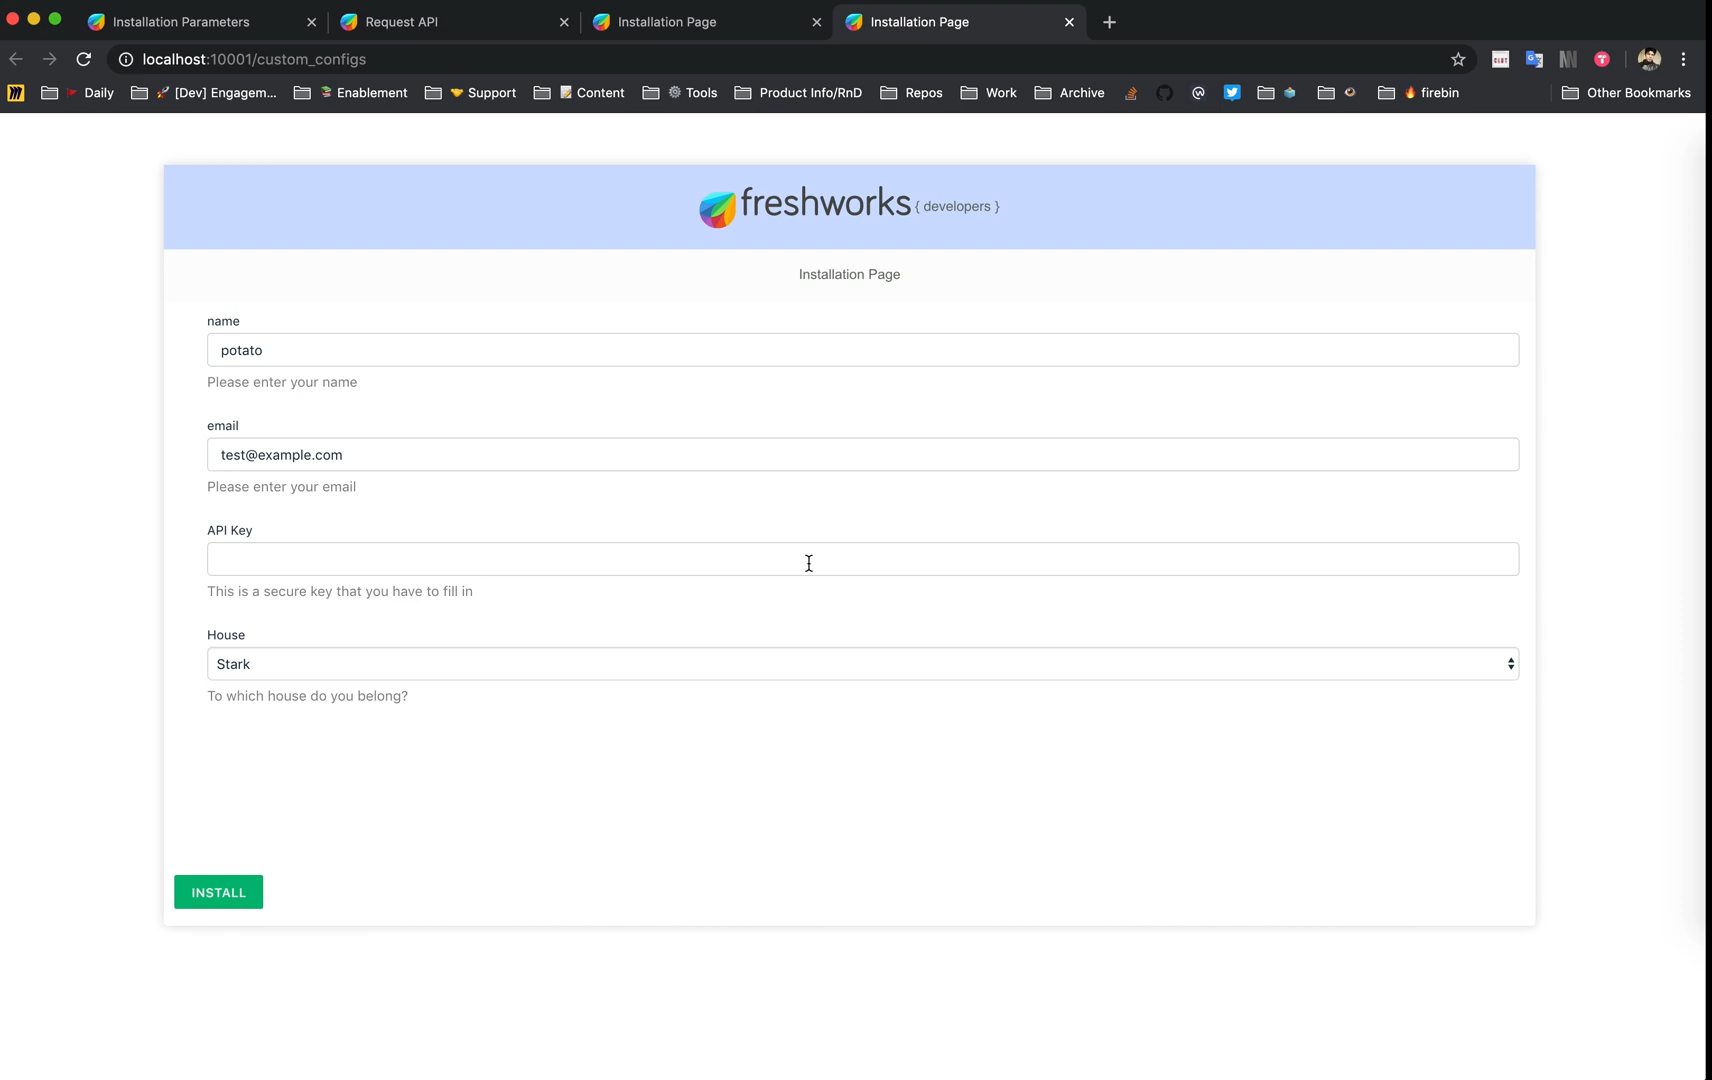 Installation Parameters
Request API
Installation Page
Installation Page
localhost:10001/custom_configs
Daily
[Dev] Engagem...
Enablement
Support
Content
Tools
Product Info/RnD
Repos
Work
Archive
firebin
Other Bookmarks
freshworks { developers }
Installation Page
name
potato
Please enter your name
email
test@example.com
Please enter your email
API Key
This is a secure key that you have to fill in
House
Stark
To which house do you belong?
INSTALL